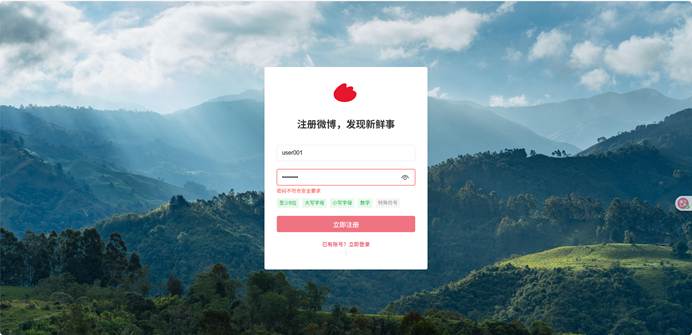 注册微博，发现新鲜事
user001
密码不符合安全要求
至少8位 大写字母 小写字母 数字 特殊符号
立即注册
已有账号？立即登录